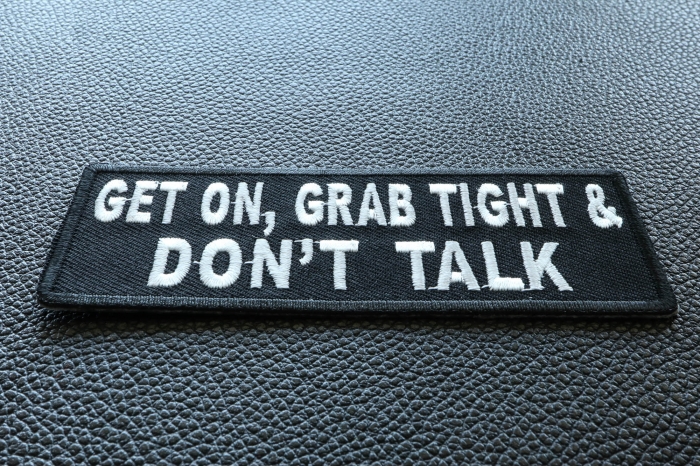 GET ON, GRAB TIGHT &
DON'T TALK